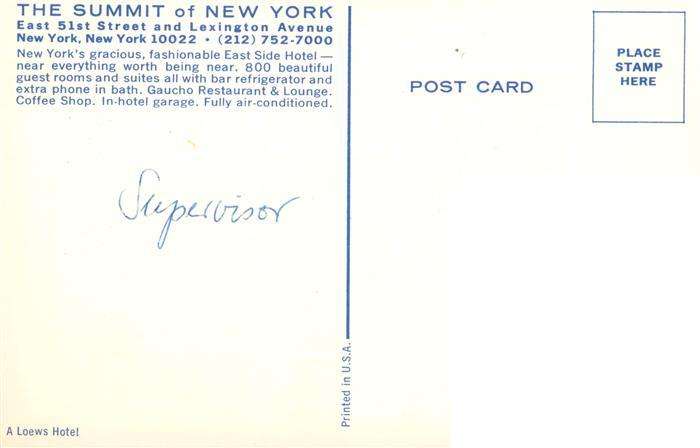 THE SUMMIT of NEW YORK
East 51st Street and Lexington Avenue
New York, New York 10022 • (212) 752-7000
New York's gracious, fashionable East Side Hotel —
near everything worth being near. 800 beautiful
guest rooms and suites all with bar refrigerator and
extra phone in bath. Gaucho Restaurant & Lounge.
Coffee Shop. In-hotel garage. Fully air-conditioned.
Supervisor
A Loews Hotel
Printed in U.S.A.
POST CARD
PLACE
STAMP
HERE